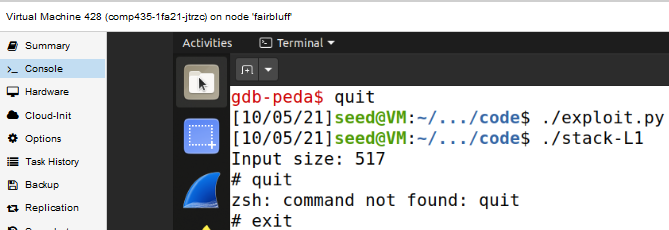 Virtual Machine 428 (comp435-1fa21-jtrzc) on node 'fairbluff'
Summary
Console
Hardware
Cloud-Init
Options
Task History
Backup
Replication
Activities
Terminal
gdb-peda$ quit
[10/05/21]seed@VM:~/.../code$ ./exploit.py
[10/05/21]seed@VM:~/.../code$ ./stack-L1
Input size: 517
# quit
zsh: command not found: quit
# exit